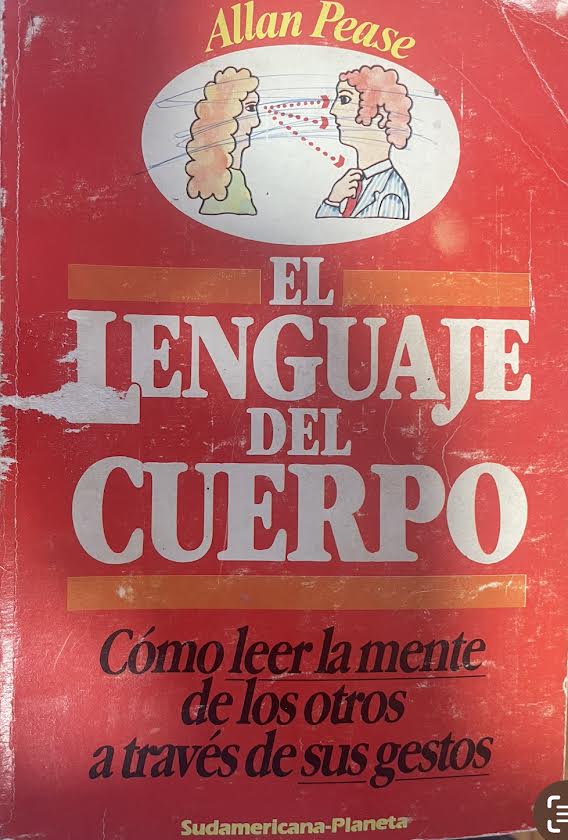 Allan Pease
EL
LENGUAJE
DEL
CUERPO
Cómo leer la mente
de los otros
a través de sus gestos
Sudamericana-Planeta